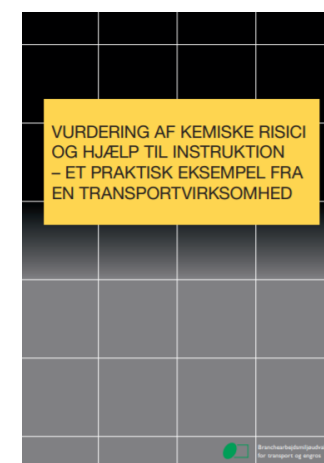 VURDERING AF KEMISKE RISICI
OG HJÆLP TIL INSTRUKTION
– ET PRAKTISK EKSEMPEL FRA
EN TRANSPORTVIRKSOMHED
for transport og engros